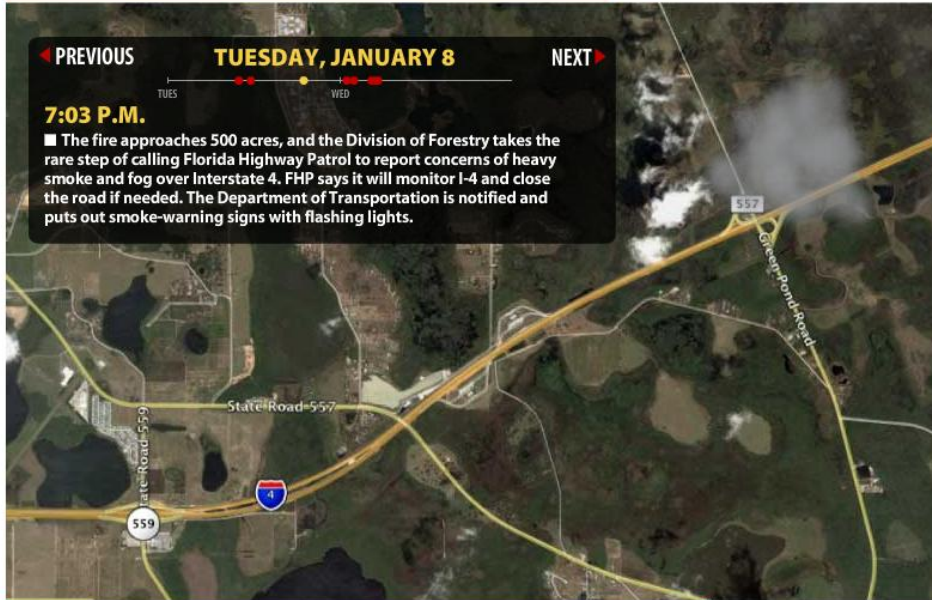 PREVIOUS
TUESDAY, JANUARY 8
NEXT
TUES
WED
7:03 P.M.
The fire approaches 500 acres, and the Division of Forestry takes the
rare step of calling Florida Highway Patrol to report concerns of heavy
smoke and fog over Interstate 4. FHP says it will monitor I-4 and close
the road if needed. The Department of Transportation is notified and
puts out smoke-warning signs with flashing lights.
557
Green Pond Road
State Road 557
State Road 559
4
559